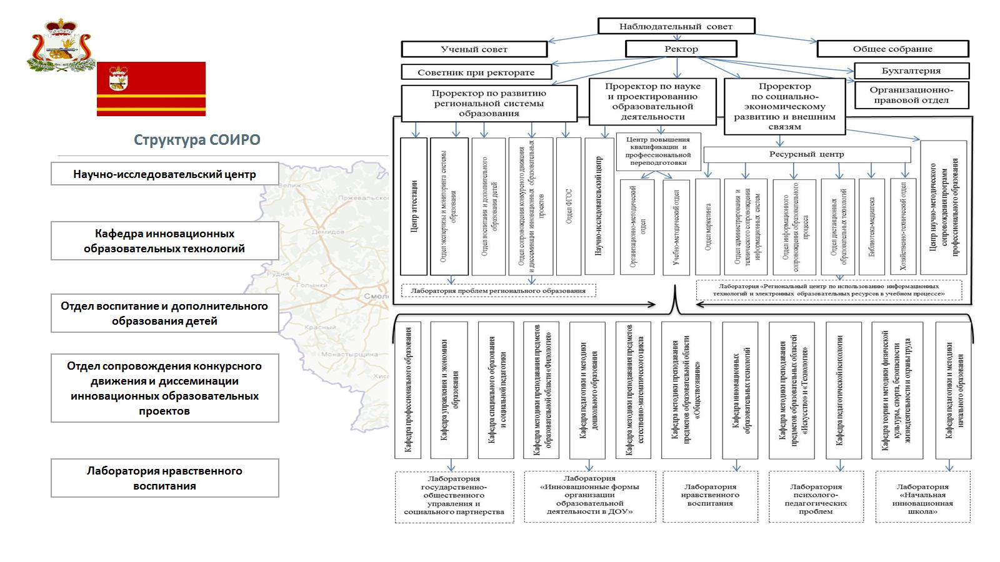 Структура СОИРО
Научно-исследовательский центр
Кафедра инновационных
образовательных технологий
Отдел воспитание и дополнительного
образования детей
Отдел сопровождения конкурсного
движения и диссеминации
инновационных образовательных
проектов
Лаборатория нравственного
воспитания
Велиж
Пржевальско
Демидов
Рудня
Голынки
Смоле
Красный
Монастырщина
Хисл
Наблюдательный совет
Ученый совет
Ректор
Общее собрание
Советник при ректорате
Бухгалтерия
Организационно-
правовой отдел
Проректор по развитию
региональной системы
образования
Проректор по науке
и проектированию
образовательной
деятельности
Проректор
по социально-
экономическому
развитию и внешним
связям
Центр аттестации
Отдел экспертизы и мониторинга системы
образования
Отдел воспитания и дополнительного
образования детей
Отдел сопровождения конкурсного движения
и диссеминации инновационных образовательных
проектов
Отдел ФГОС
Научно-исследовательский центр
Центр повышения
квалификации и
профессиональной
переподготовки
Организационно-методический
отдел
Учебно-методический отдел
Ресурсный центр
Отдел маркетинга
Отдел администрирования и
технического сопровождения
информационных систем
Отдел информационного
сопровождения образовательного
процесса
Отдел дистанционных
образовательных технологий
Библиотека-медиатека
Хозяйственно-технический отдел
Центр научно-методического
сопровождения программ
профессионального образования
Лаборатория проблем регионального образования
Лаборатория «Региональный центр по использованию информационных
технологий и электронных образовательных ресурсов в учебном процессе»
Кафедра профессионального образования
Кафедра управления и экономики
образования
Кафедра специального образования
и социальной педагогики
Кафедра методики преподавания предметов
образовательной области «Филология»
Кафедра педагогики и методики
дошкольного образования
Кафедра методики преподавания предметов
естественно-математического цикла
Кафедра методики преподавания
предметов образовательной области
«Обществознание»
Кафедра инновационных
образовательных технологий
Кафедра методики преподавания
предметов образовательных областей
«Искусство» и «Технология»
Кафедра педагогической психологии
Кафедра теории и методики физической
культуры, спорта, безопасности
жизнедеятельности и охраны труда
Кафедра педагогики и методики
начального образования
Лаборатория
государственно-
общественного
управления и
социального партнерства
Лаборатория
«Инновационные формы
организации
образовательной
деятельности в ДОУ»
Лаборатория
нравственного
воспитания
Лаборатория
психолого-
педагогических
проблем
Лаборатория
«Начальная
инновационная
школа»